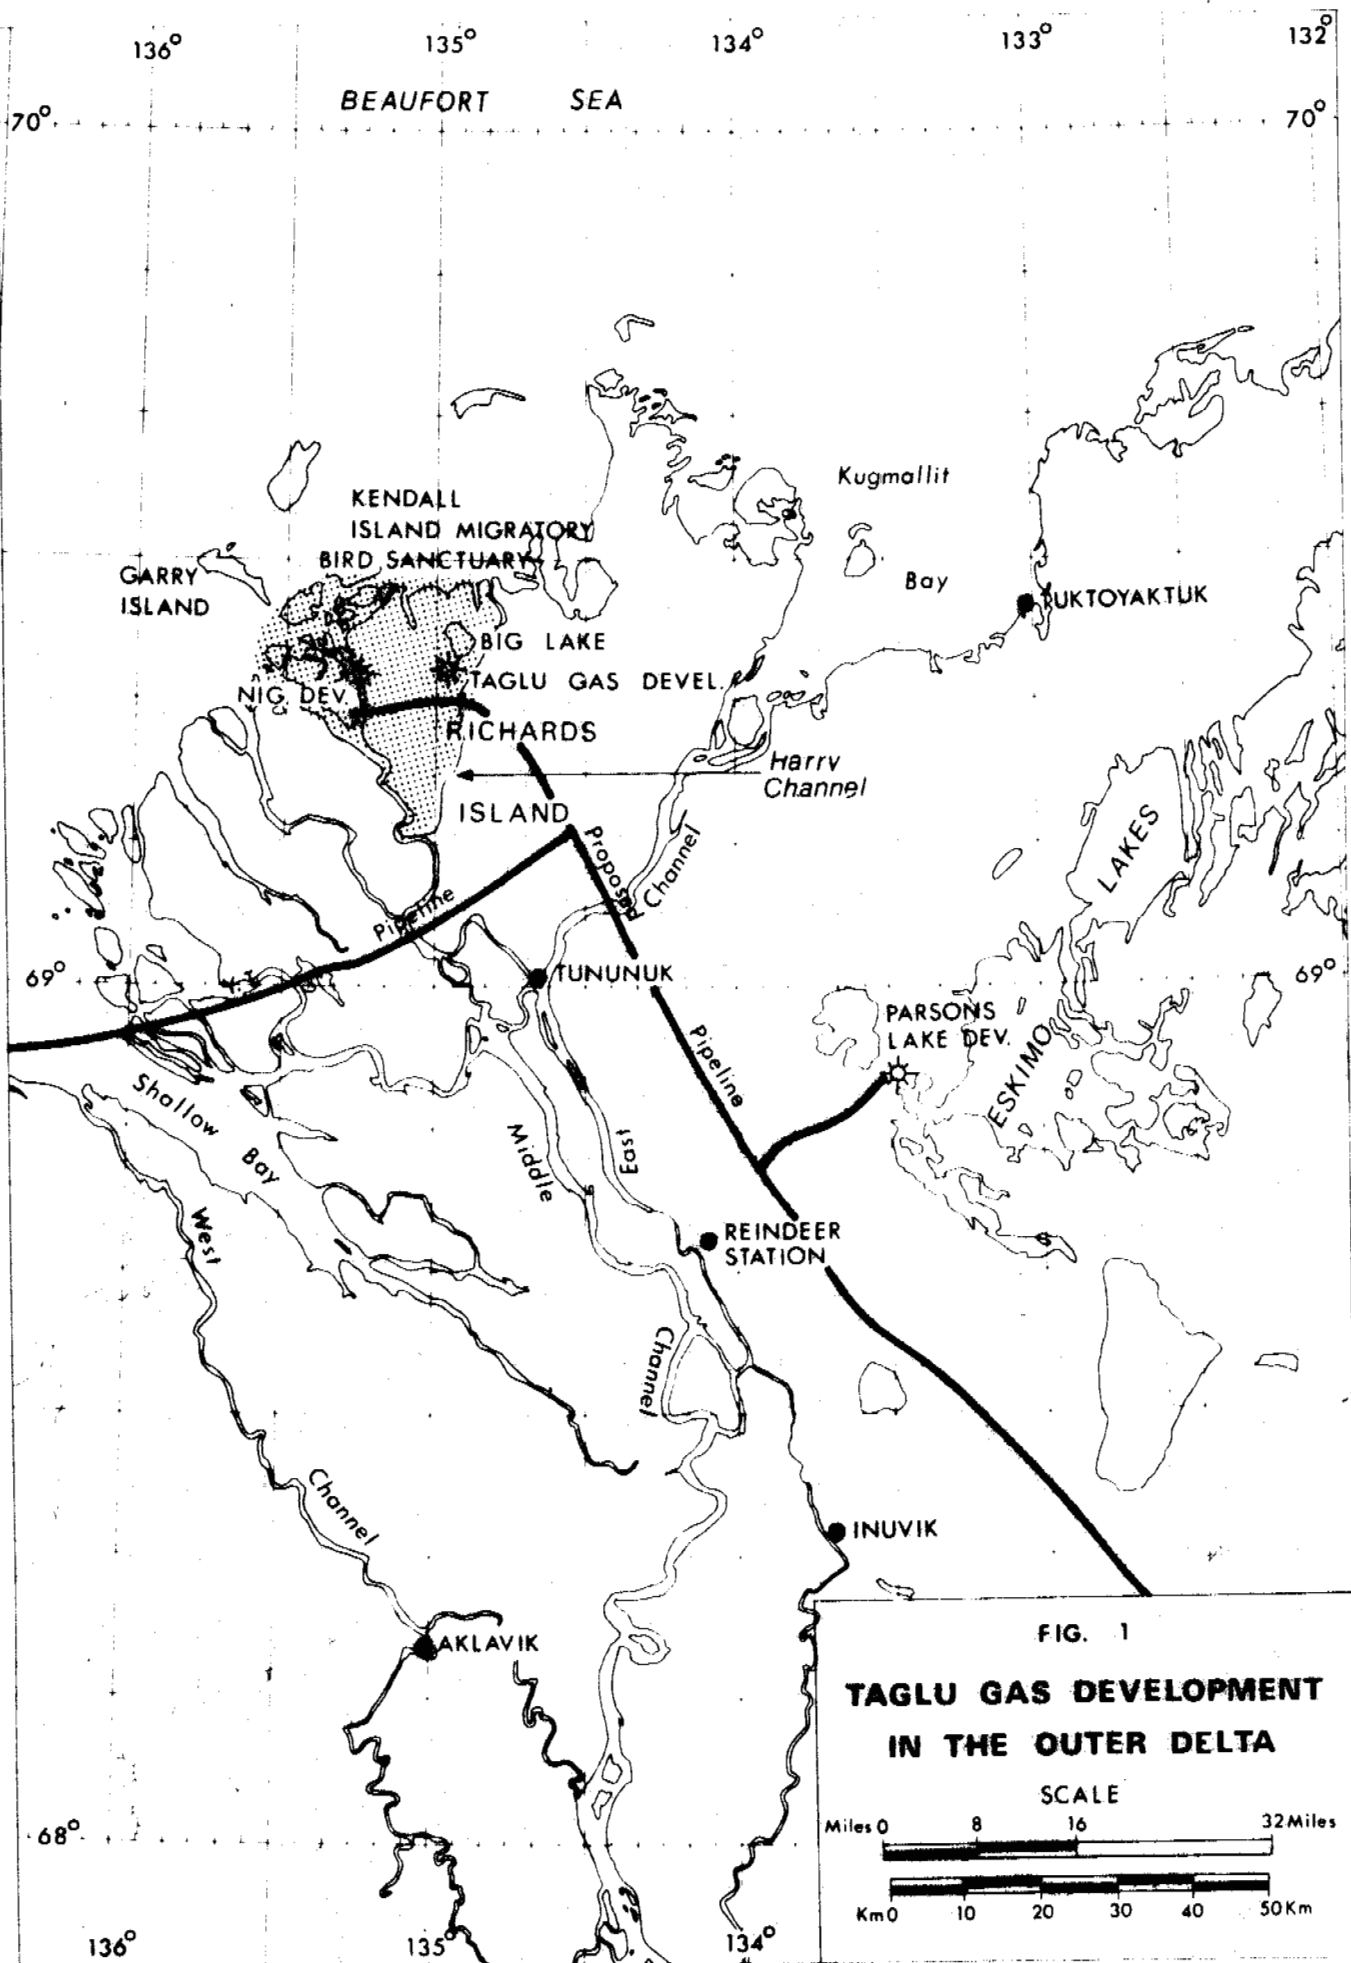 136° 135° 134° 133° 132°
BEAUFORT SEA
70° 70°
Kugmallit
Bay
KENDALL
ISLAND MIGRATORY
BIRD SANCTUARY
GARRY
ISLAND
TUKTOYAKTUK
BIG LAKE
TAGLU GAS DEVEL.
NIG DEV.
RICHARDS
ISLAND
Harry
Channel
Proposed
Channel
Pipeline
LAKES
69° 69°
TUNUNUK
PARSONS
LAKE DEV.
ESKIMO
Pipeline
Shallow
Bay
Middle
East
West
REINDEER
STATION
Channel
Channel
INUVIK
AKLAVIK
FIG. 1
TAGLU GAS DEVELOPMENT
IN THE OUTER DELTA
SCALE
Miles 0 8 16 32 Miles
Km 0 10 20 30 40 50 Km
68°
136° 135° 134°